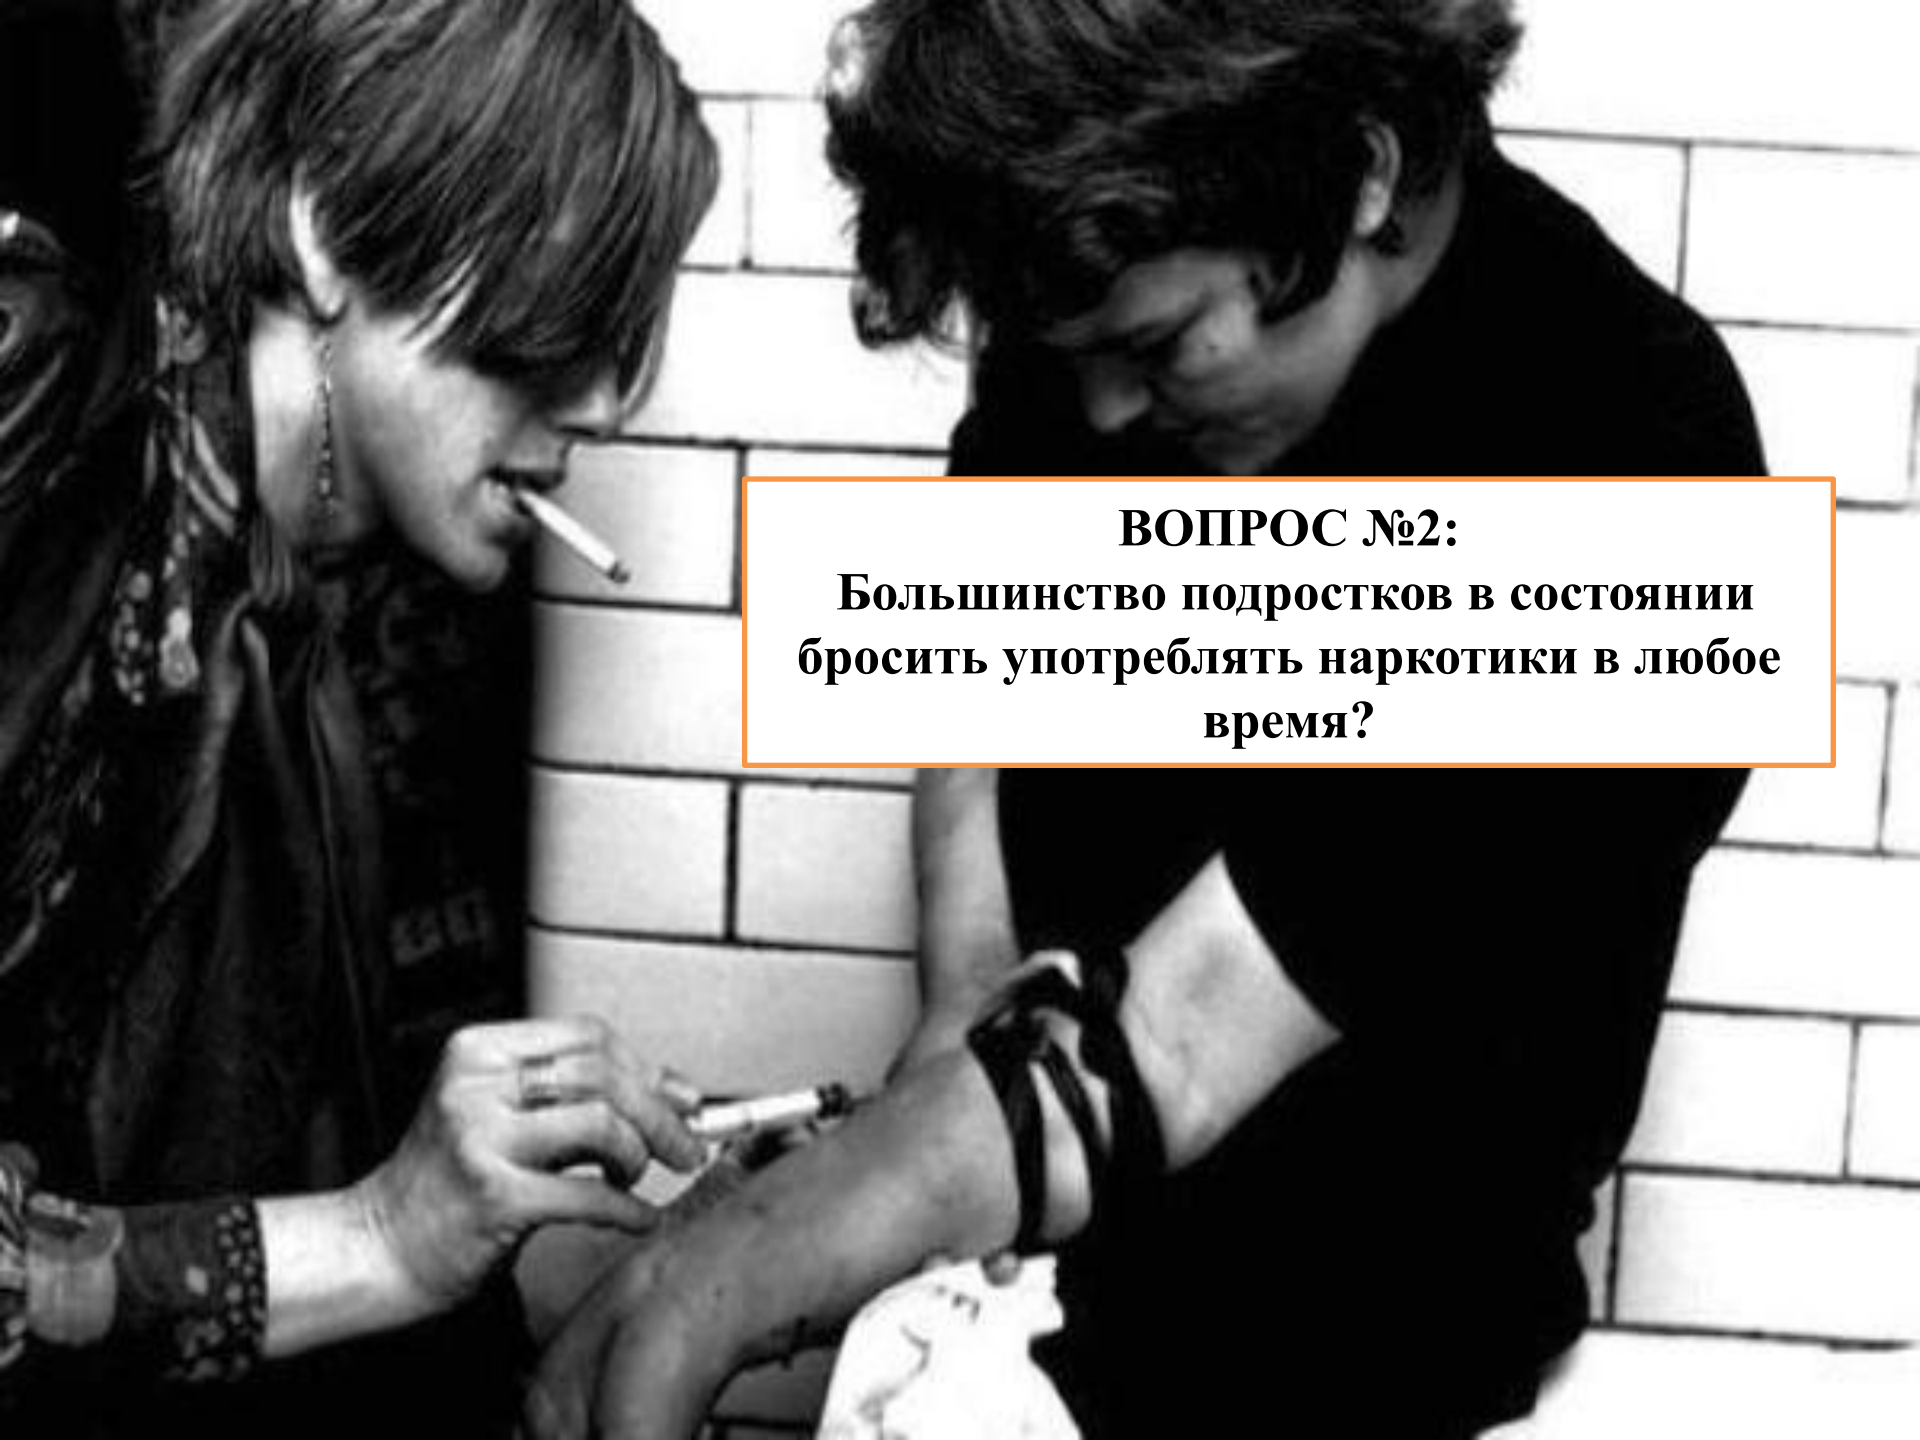 ВОПРОС №2:
Большинство подростков в состоянии
бросить употреблять наркотики в любое
время?